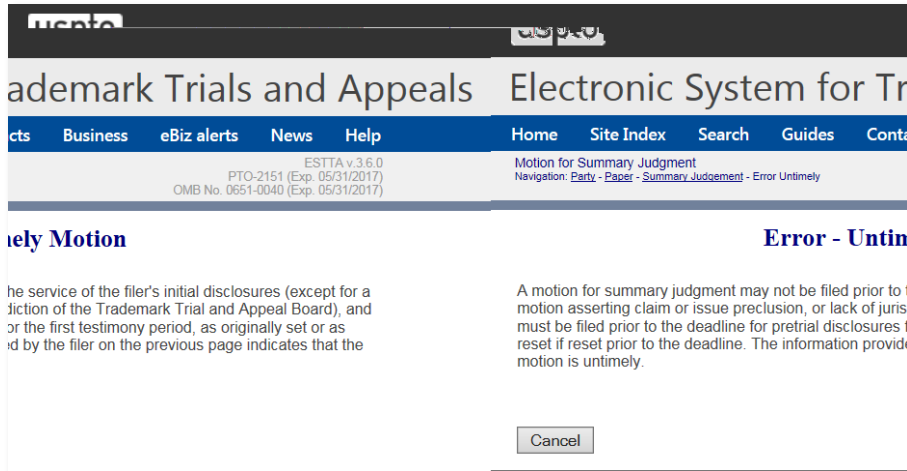 uspto
ademark Trials and Appeals
cts Business eBiz alerts News Help
ESTTA v.3.6.0
PTO-2151 (Exp. 05/31/2017)
OMB No. 0651-0040 (Exp. 05/31/2017)
ely Motion
he service of the filer's initial disclosures (except for a
diction of the Trademark Trial and Appeal Board), and
or the first testimony period, as originally set or as
ed by the filer on the previous page indicates that the
uspto
Electronic System for Tr
Home Site Index Search Guides Conta
Motion for Summary Judgment
Navigation: Party - Paper - Summary Judgement - Error Untimely
Error - Untim
A motion for summary judgment may not be filed prior to t
motion asserting claim or issue preclusion, or lack of juris
must be filed prior to the deadline for pretrial disclosures f
reset if reset prior to the deadline. The information provide
motion is untimely.
Cancel